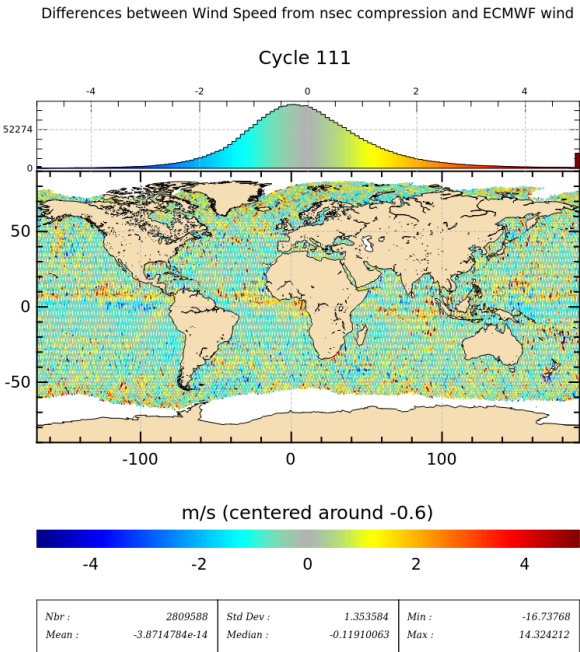 Differences between Wind Speed from nsec compression and ECMWF wind
Cycle 111
-4 -2 0 2 4
52274
0
50
0
-50
-100 0 100
m/s (centered around -0.6)
-4 -2 0 2 4
Nbr : 2809588 Std Dev : 1.353584 Min : -16.73768
Mean : -3.8714784e-14 Median : -0.11910063 Max : 14.324212